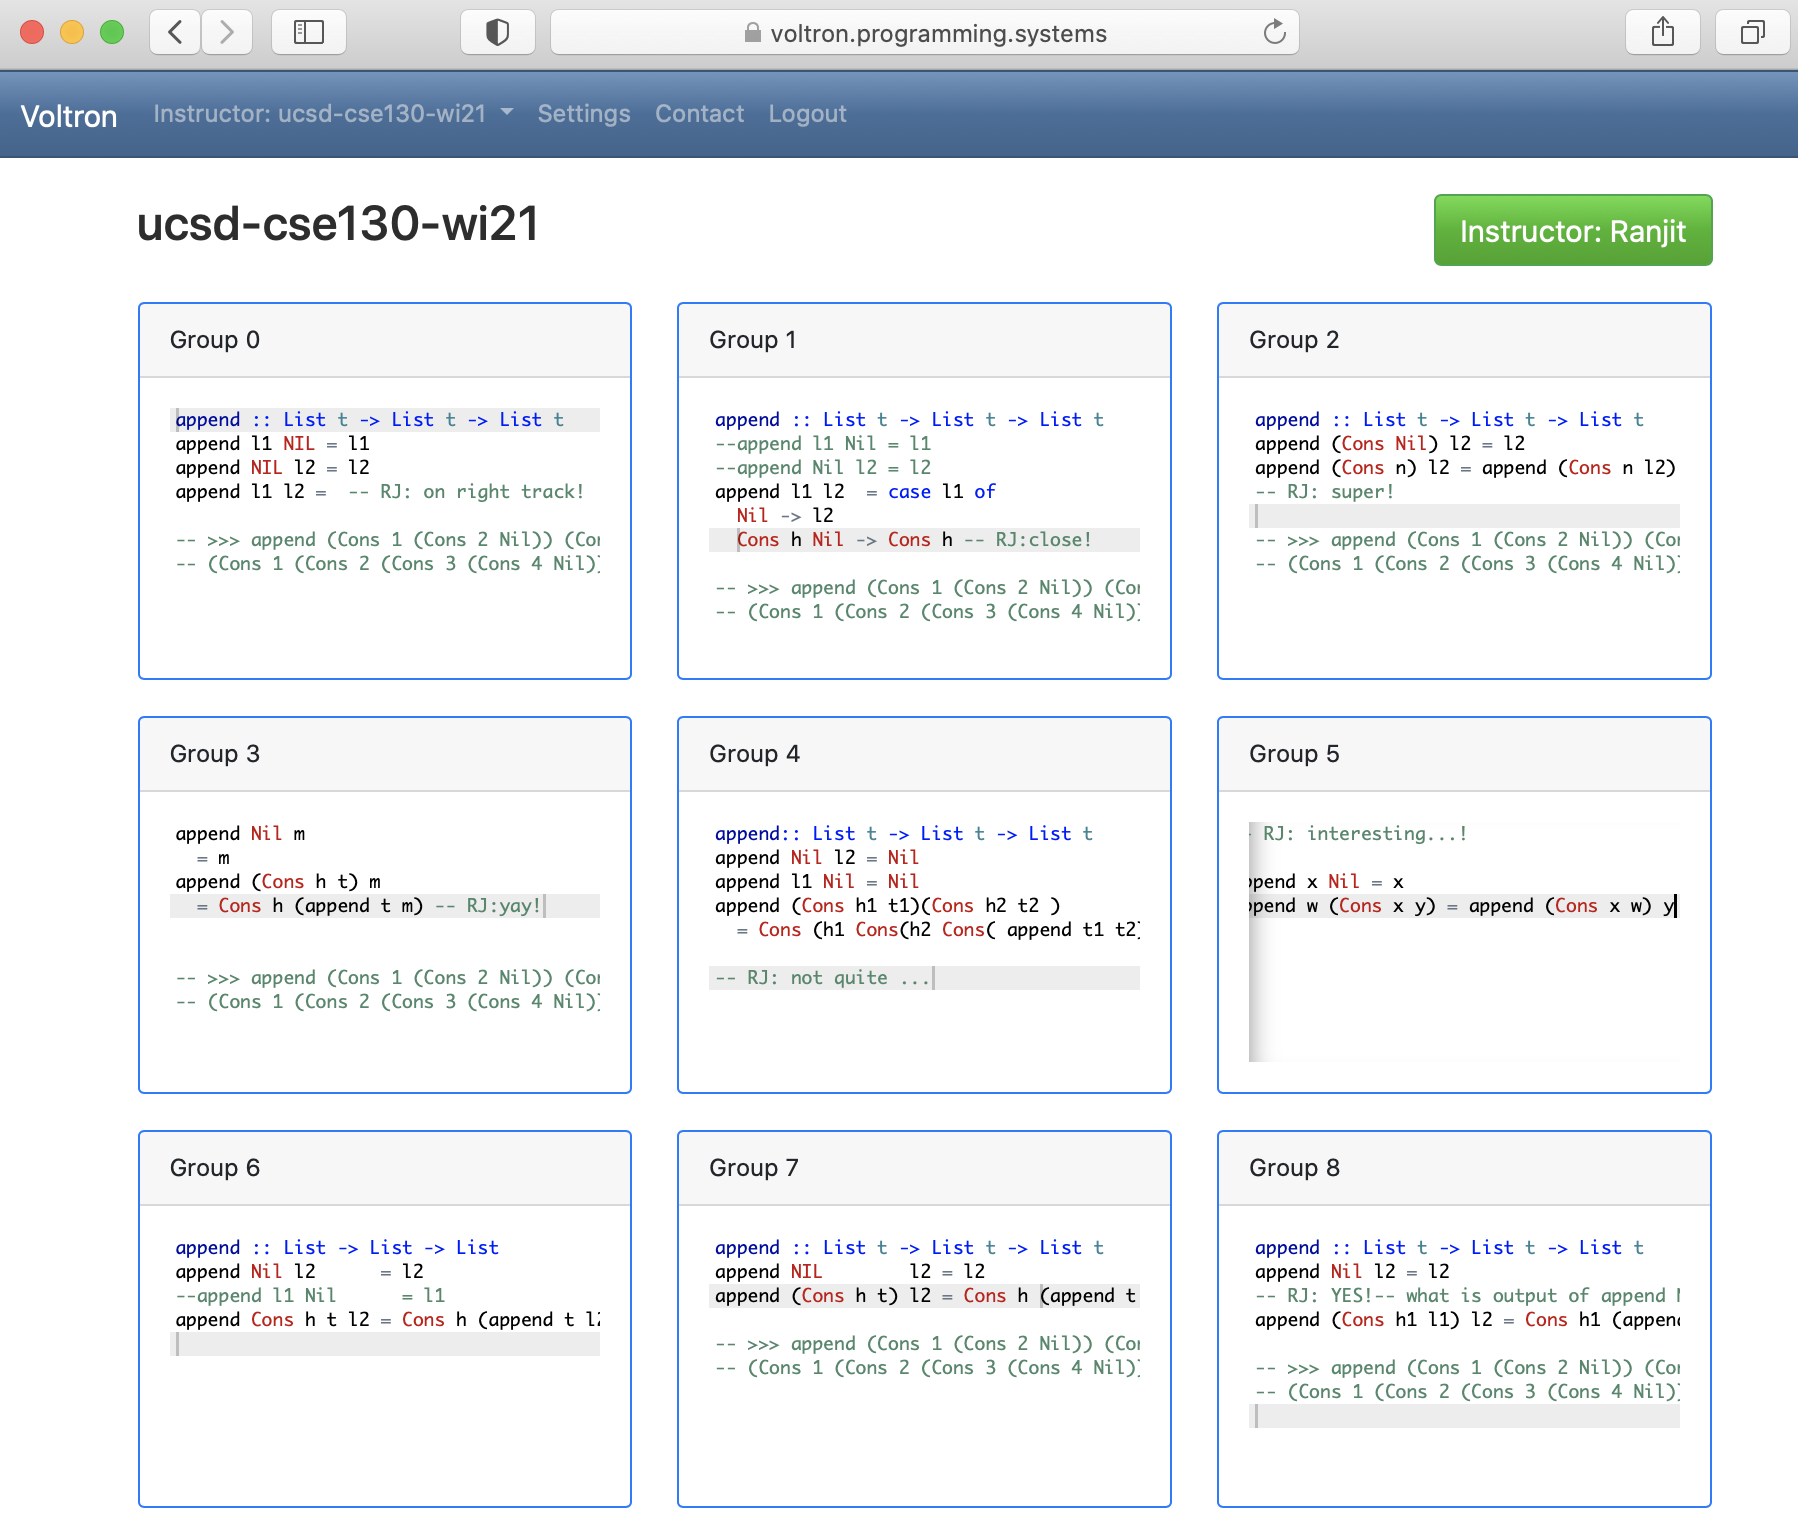 voltron.programming.systems
Voltron Instructor: ucsd-cse130-wi21 Settings Contact Logout
ucsd-cse130-wi21
Instructor: Ranjit
Group 0
append :: List t -> List t -> List t
append l1 NIL = l1
append NIL l2 = l2
append l1 l2 =  -- RJ: on right track!
-- >>> append (Cons 1 (Cons 2 Nil)) (Co
-- (Cons 1 (Cons 2 (Cons 3 (Cons 4 Nil)
Group 1
append :: List t -> List t -> List t
--append l1 Nil = l1
--append Nil l2 = l2
append l1 l2  = case l1 of
  Nil -> l2
  Cons h Nil -> Cons h -- RJ:close!
-- >>> append (Cons 1 (Cons 2 Nil)) (Co
-- (Cons 1 (Cons 2 (Cons 3 (Cons 4 Nil)
Group 2
append :: List t -> List t -> List t
append (Cons Nil) l2 = l2
append (Cons n) l2 = append (Cons n l2)
-- RJ: super!
-- >>> append (Cons 1 (Cons 2 Nil)) (Co
-- (Cons 1 (Cons 2 (Cons 3 (Cons 4 Nil)
Group 3
append Nil m
  = m
append (Cons h t) m
  = Cons h (append t m) -- RJ:yay!
-- >>> append (Cons 1 (Cons 2 Nil)) (Co
-- (Cons 1 (Cons 2 (Cons 3 (Cons 4 Nil)
Group 4
append:: List t -> List t -> List t
append Nil l2 = Nil
append l1 Nil = Nil
append (Cons h1 t1)(Cons h2 t2 )
  = Cons (h1 Cons(h2 Cons( append t1 t2
-- RJ: not quite ...
Group 5
- RJ: interesting...!
pend x Nil = x
pend w (Cons x y) = append (Cons x w) y
Group 6
append :: List -> List -> List
append Nil l2      = l2
--append l1 Nil      = l1
append Cons h t l2 = Cons h (append t l2
Group 7
append :: List t -> List t -> List t
append NIL        l2 = l2
append (Cons h t) l2 = Cons h (append t
-- >>> append (Cons 1 (Cons 2 Nil)) (Co
-- (Cons 1 (Cons 2 (Cons 3 (Cons 4 Nil)
Group 8
append :: List t -> List t -> List t
append Nil l2 = l2
-- RJ: YES!-- what is output of append
append (Cons h1 l1) l2 = Cons h1 (appen
-- >>> append (Cons 1 (Cons 2 Nil)) (Co
-- (Cons 1 (Cons 2 (Cons 3 (Cons 4 Nil)